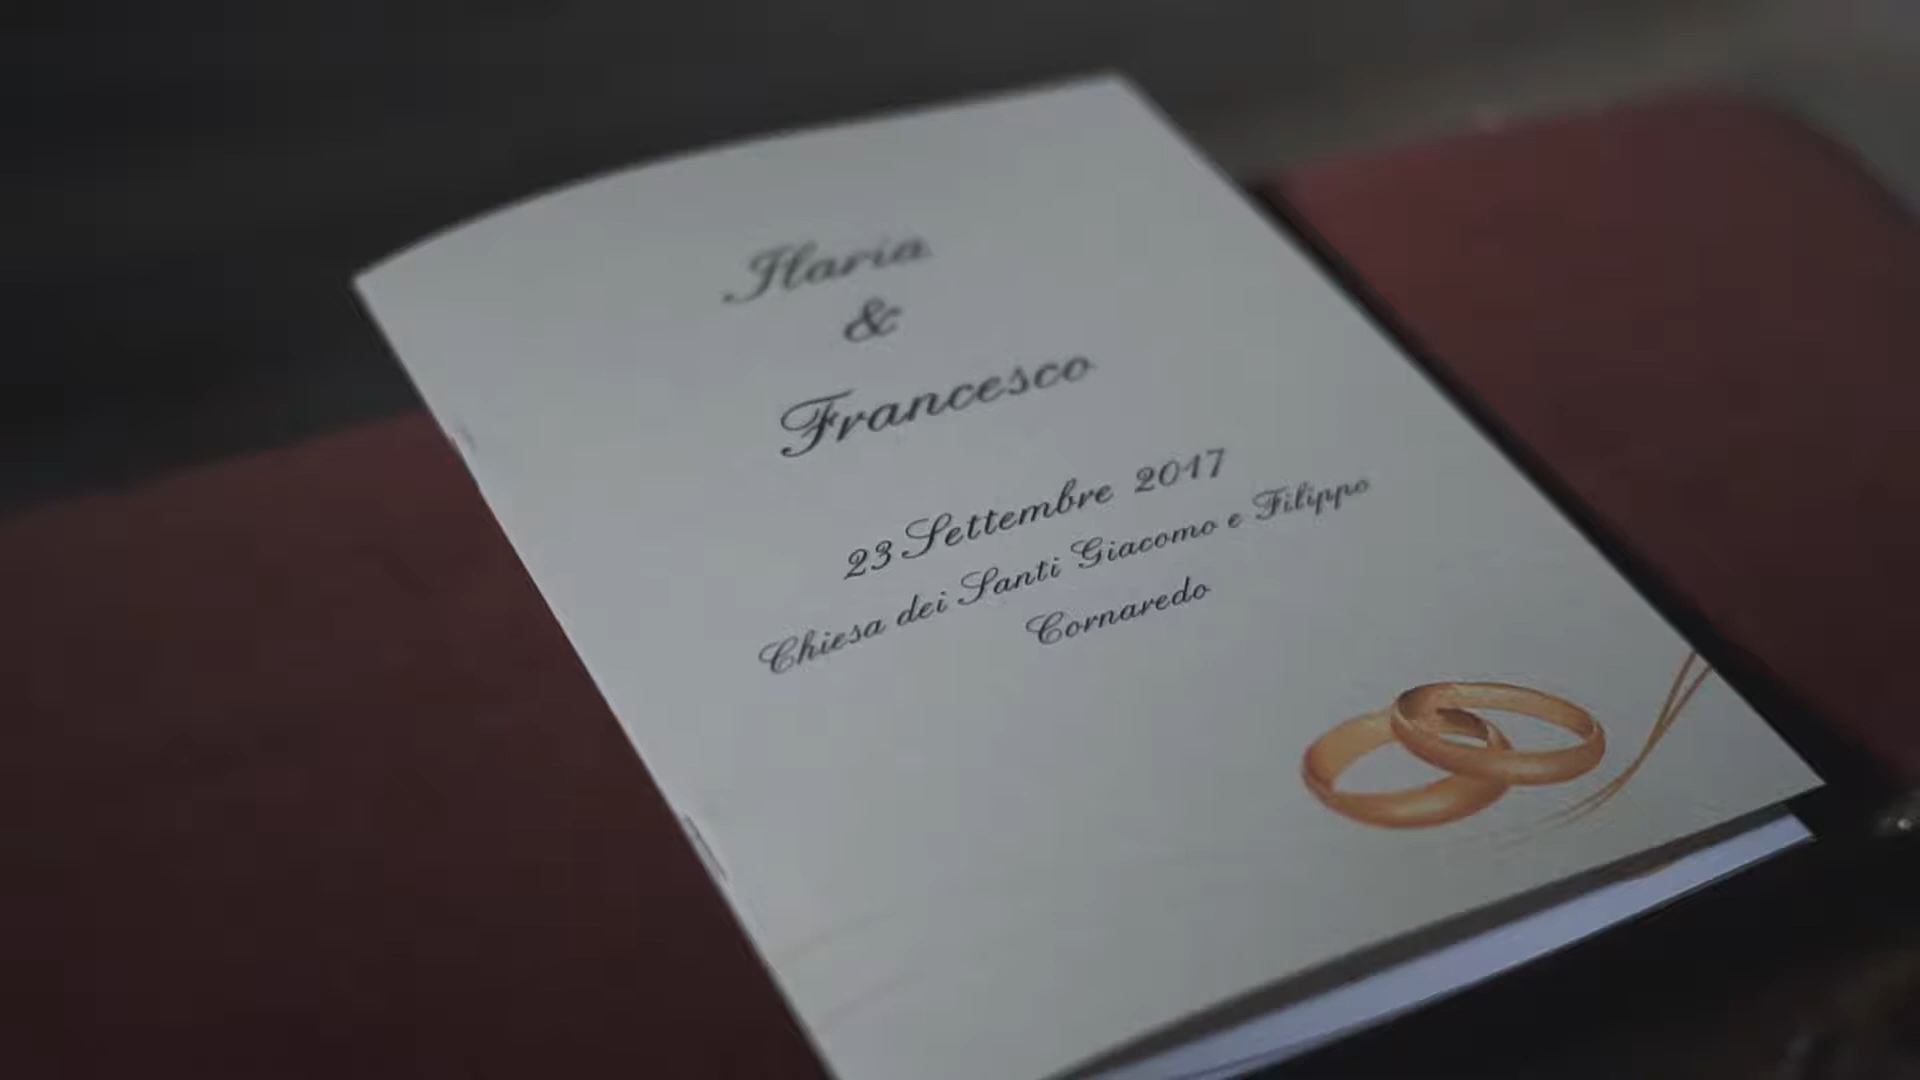 Ilaria
&
Francesco
23 Settembre 2017
Chiesa dei Santi Giacomo e Filippo
Cornaredo